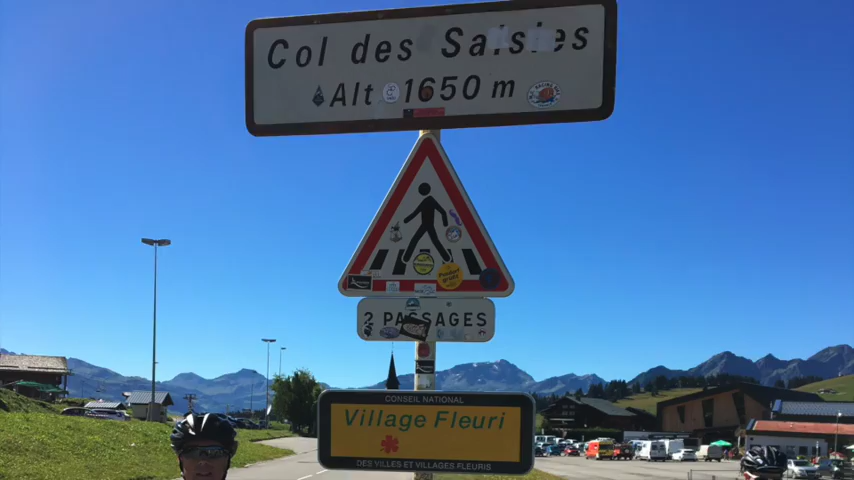 Col des Saisies
Alt 1650 m
2 PASSAGES
CONSEIL NATIONAL
Village Fleuri
DES VILLES ET VILLAGES FLEURIS